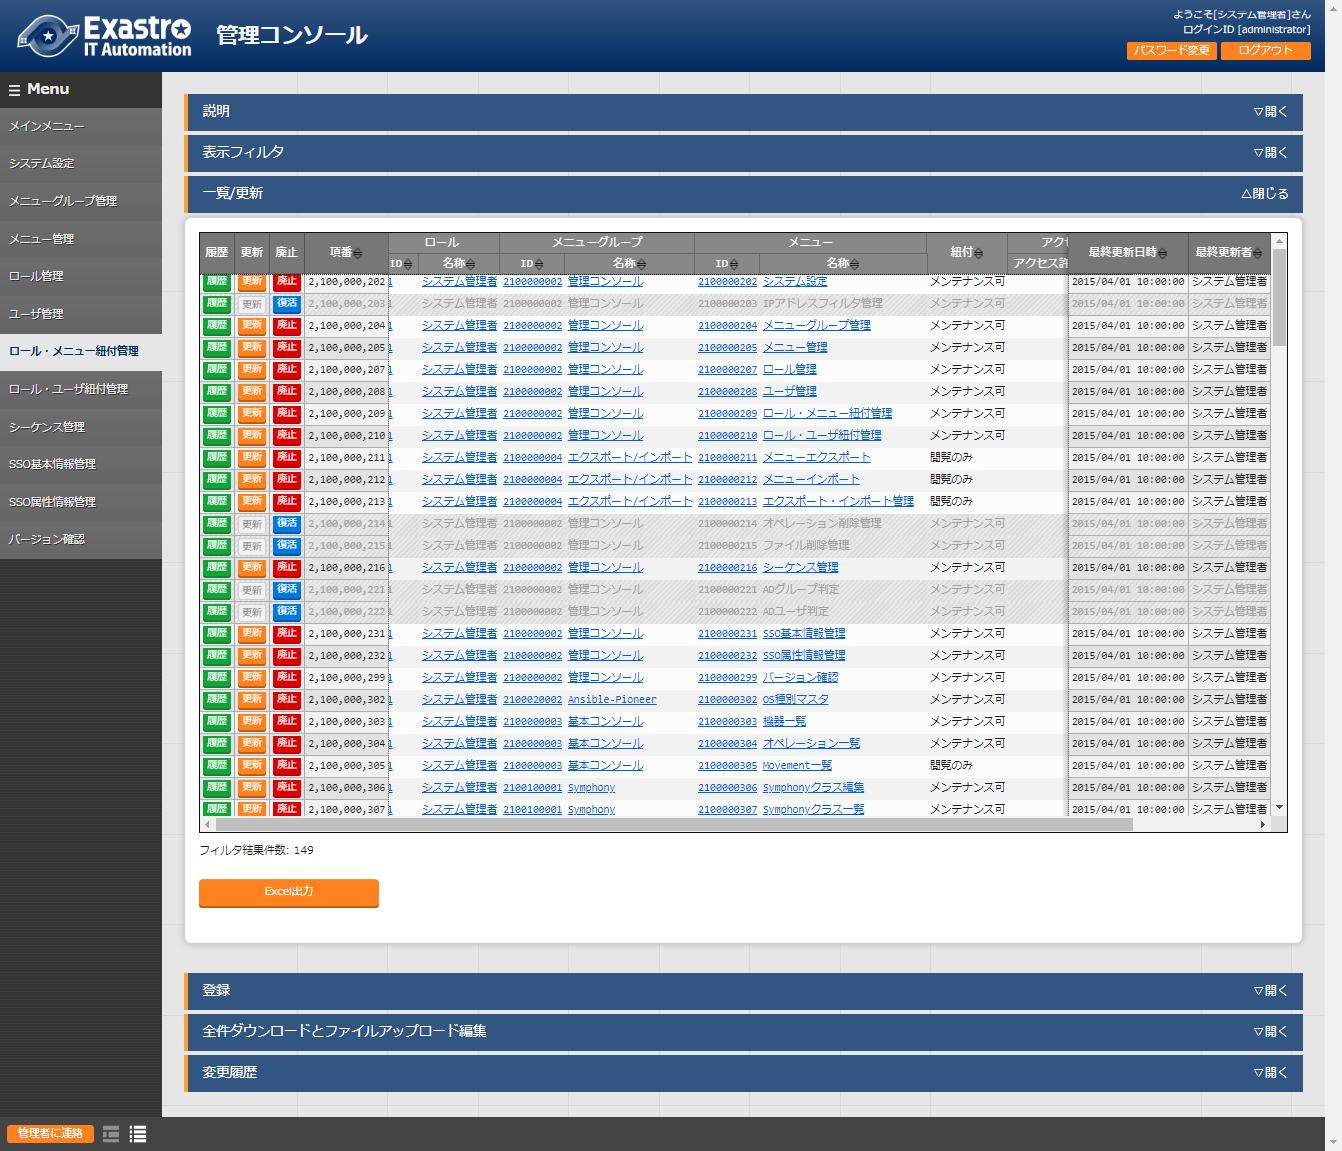 Exastro
IT Automation
管理コンソール
ようこそ[システム管理者]さん
ログインID [administrator]
パスワード変更
ログアウト
Menu
メインメニュー
システム設定
メニューグループ管理
メニュー管理
ロール管理
ユーザ管理
ロール・メニュー紐付管理
ロール・ユーザ紐付管理
シーケンス管理
SSO基本情報管理
SSO属性情報管理
バージョン確認
説明 ▽開く
表示フィルタ ▽開く
一覧/更新 △閉じる
履歴 更新 廃止 項番 ロール メニューグループ メニュー 紐付 アクセ 最終更新日時 最終更新者
ID 名称 ID 名称 ID 名称 アクセス許
履歴 更新 廃止 2,100,000,202 1 システム管理者 2100000002 管理コンソール 2100000202 システム設定 メンテナンス可 2015/04/01 10:00:00 システム管理者
履歴 更新 復活 2,100,000,203 1 システム管理者 2100000002 管理コンソール 2100000203 IPアドレスフィルタ管理 メンテナンス可 2015/04/01 10:00:00 システム管理者
履歴 更新 廃止 2,100,000,204 1 システム管理者 2100000002 管理コンソール 2100000204 メニューグループ管理 メンテナンス可 2015/04/01 10:00:00 システム管理者
履歴 更新 廃止 2,100,000,205 1 システム管理者 2100000002 管理コンソール 2100000205 メニュー管理 メンテナンス可 2015/04/01 10:00:00 システム管理者
履歴 更新 廃止 2,100,000,207 1 システム管理者 2100000002 管理コンソール 2100000207 ロール管理 メンテナンス可 2015/04/01 10:00:00 システム管理者
履歴 更新 廃止 2,100,000,208 1 システム管理者 2100000002 管理コンソール 2100000208 ユーザ管理 メンテナンス可 2015/04/01 10:00:00 システム管理者
履歴 更新 廃止 2,100,000,209 1 システム管理者 2100000002 管理コンソール 2100000209 ロール・メニュー紐付管理 メンテナンス可 2015/04/01 10:00:00 システム管理者
履歴 更新 廃止 2,100,000,210 1 システム管理者 2100000002 管理コンソール 2100000210 ロール・ユーザ紐付管理 メンテナンス可 2015/04/01 10:00:00 システム管理者
履歴 更新 廃止 2,100,000,211 1 システム管理者 2100000004 エクスポート/インポート 2100000211 メニューエクスポート 閲覧のみ 2015/04/01 10:00:00 システム管理者
履歴 更新 廃止 2,100,000,212 1 システム管理者 2100000004 エクスポート/インポート 2100000212 メニューインポート 閲覧のみ 2015/04/01 10:00:00 システム管理者
履歴 更新 廃止 2,100,000,213 1 システム管理者 2100000004 エクスポート/インポート 2100000213 エクスポート・インポート管理 閲覧のみ 2015/04/01 10:00:00 システム管理者
履歴 更新 復活 2,100,000,214 1 システム管理者 2100000002 管理コンソール 2100000214 オペレーション削除管理 メンテナンス可 2015/04/01 10:00:00 システム管理者
履歴 更新 復活 2,100,000,215 1 システム管理者 2100000002 管理コンソール 2100000215 ファイル削除管理 メンテナンス可 2015/04/01 10:00:00 システム管理者
履歴 更新 廃止 2,100,000,216 1 システム管理者 2100000002 管理コンソール 2100000216 シーケンス管理 メンテナンス可 2015/04/01 10:00:00 システム管理者
履歴 更新 復活 2,100,000,221 1 システム管理者 2100000002 管理コンソール 2100000221 ADグループ判定 メンテナンス可 2015/04/01 10:00:00 システム管理者
履歴 更新 復活 2,100,000,222 1 システム管理者 2100000002 管理コンソール 2100000222 ADユーザ判定 メンテナンス可 2015/04/01 10:00:00 システム管理者
履歴 更新 廃止 2,100,000,231 1 システム管理者 2100000002 管理コンソール 2100000231 SSO基本情報管理 メンテナンス可 2015/04/01 10:00:00 システム管理者
履歴 更新 廃止 2,100,000,232 1 システム管理者 2100000002 管理コンソール 2100000232 SSO属性情報管理 メンテナンス可 2015/04/01 10:00:00 システム管理者
履歴 更新 廃止 2,100,000,299 1 システム管理者 2100000002 管理コンソール 2100000299 バージョン確認 メンテナンス可 2015/04/01 10:00:00 システム管理者
履歴 更新 廃止 2,100,000,302 1 システム管理者 2100020002 Ansible-Pioneer 2100000302 OS種別マスタ メンテナンス可 2015/04/01 10:00:00 システム管理者
履歴 更新 廃止 2,100,000,303 1 システム管理者 2100000003 基本コンソール 2100000303 機器一覧 メンテナンス可 2015/04/01 10:00:00 システム管理者
履歴 更新 廃止 2,100,000,304 1 システム管理者 2100000003 基本コンソール 2100000304 オペレーション一覧 メンテナンス可 2015/04/01 10:00:00 システム管理者
履歴 更新 廃止 2,100,000,305 1 システム管理者 2100000003 基本コンソール 2100000305 Movement一覧 閲覧のみ 2015/04/01 10:00:00 システム管理者
履歴 更新 廃止 2,100,000,306 1 システム管理者 2100100001 Symphony 2100000306 Symphonyクラス編集 メンテナンス可 2015/04/01 10:00:00 システム管理者
履歴 更新 廃止 2,100,000,307 1 システム管理者 2100100001 Symphony 2100000307 Symphonyクラス一覧 メンテナンス可 2015/04/01 10:00:00 システム管理者
フィルタ結果件数: 149
Excel出力
登録 ▽開く
全件ダウンロードとファイルアップロード編集 ▽開く
変更履歴 ▽開く
管理者に連絡